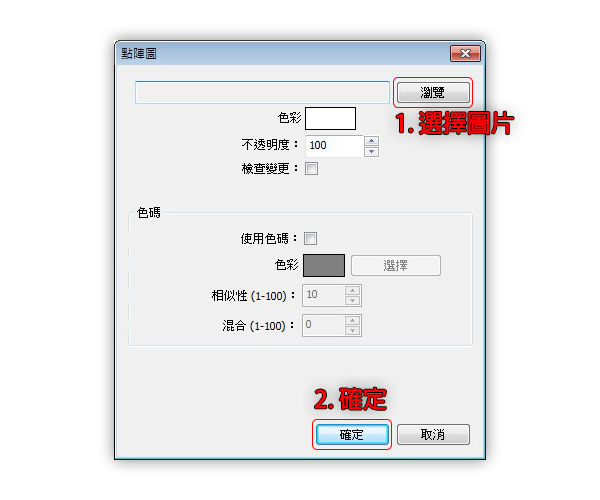 點陣圖
瀏覽
1. 選擇圖片
色彩
不透明度： 100
檢查變更：
色碼
使用色碼：
色彩 選擇
相似性 (1-100)： 10
混合 (1-100)： 0
2. 確定
確定 取消